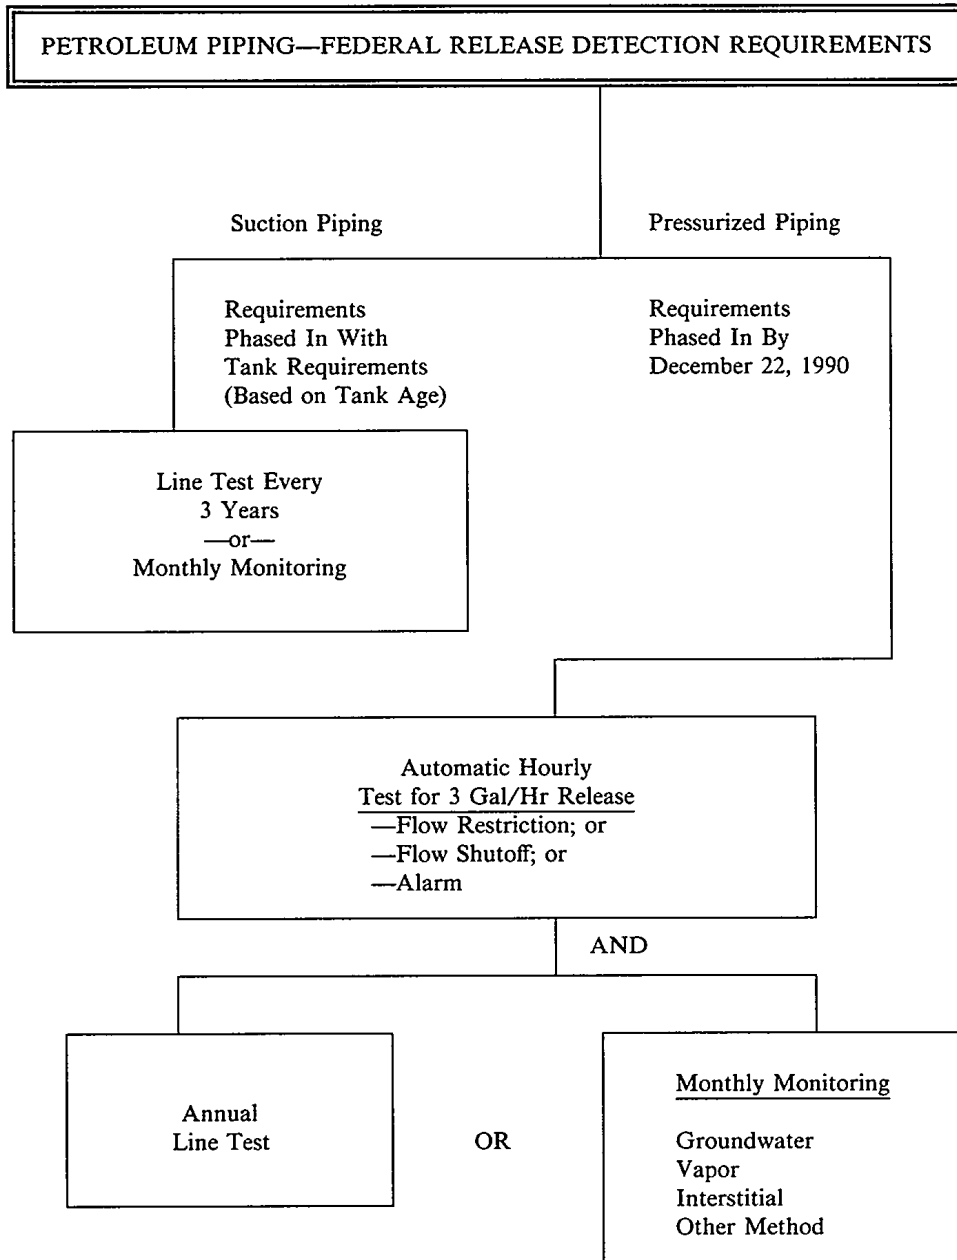 PETROLEUM PIPING—FEDERAL RELEASE DETECTION REQUIREMENTS
Suction Piping
Pressurized Piping
Requirements
Phased In With
Tank Requirements
(Based on Tank Age)
Requirements
Phased In By
December 22, 1990
Line Test Every
3 Years
—or—
Monthly Monitoring
Automatic Hourly
Test for 3 Gal/Hr Release
—Flow Restriction; or
—Flow Shutoff; or
—Alarm
AND
Annual
Line Test
OR
Monthly Monitoring
Groundwater
Vapor
Interstitial
Other Method